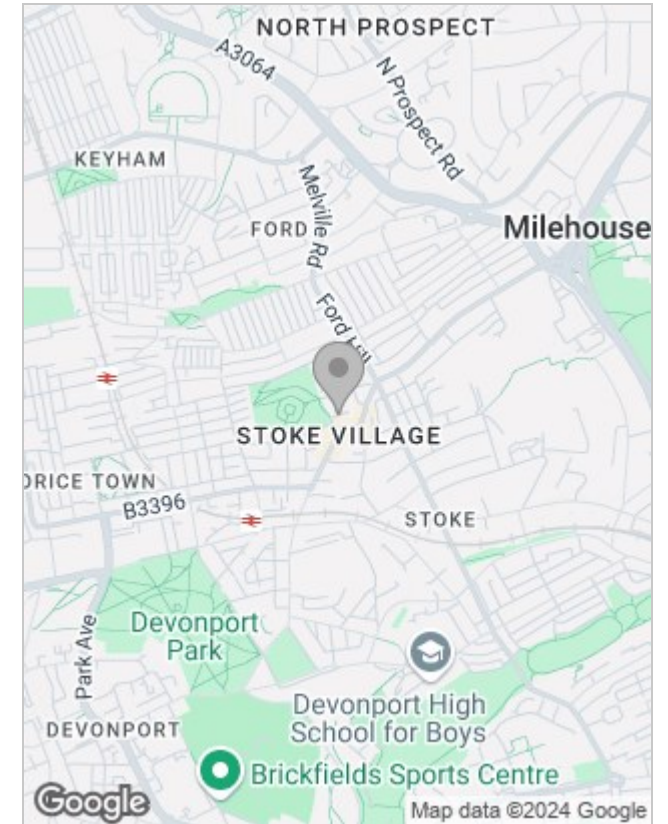 NORTH PROSPECT
A3064
N Prospect Rd
KEYHAM
Melville Rd
FORD
Milehouse
Ford Hill
STOKE VILLAGE
ORICE TOWN
B3396
STOKE
Devonport
Park
Park Ave
Devonport High
School for Boys
DEVONPORT
Brickfields Sports Centre
Google
Map data ©2024 Google